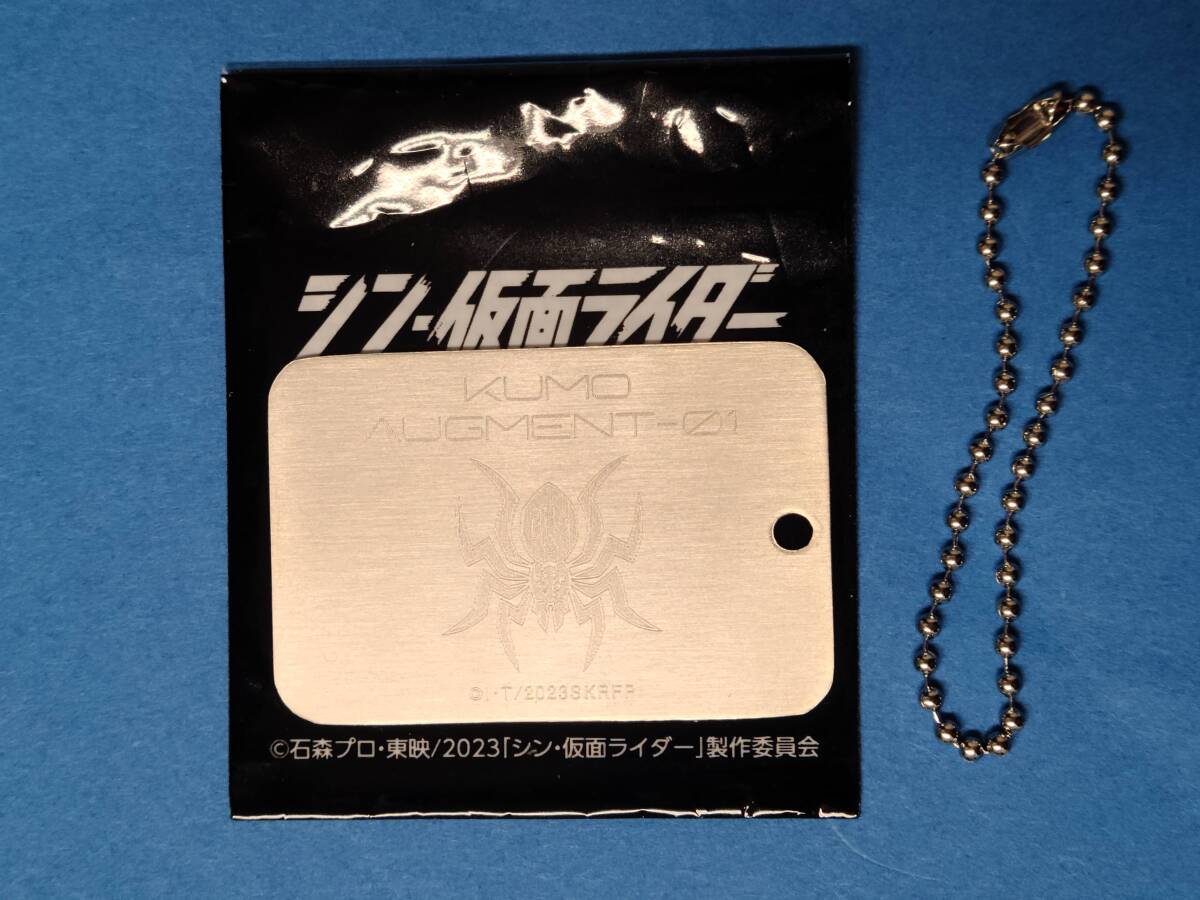 シン・仮面ライダー
KUMO
AUGMENT-01
©I・T/2023SKRFP
©石森プロ・東映/2023「シン・仮面ライダー」製作委員会